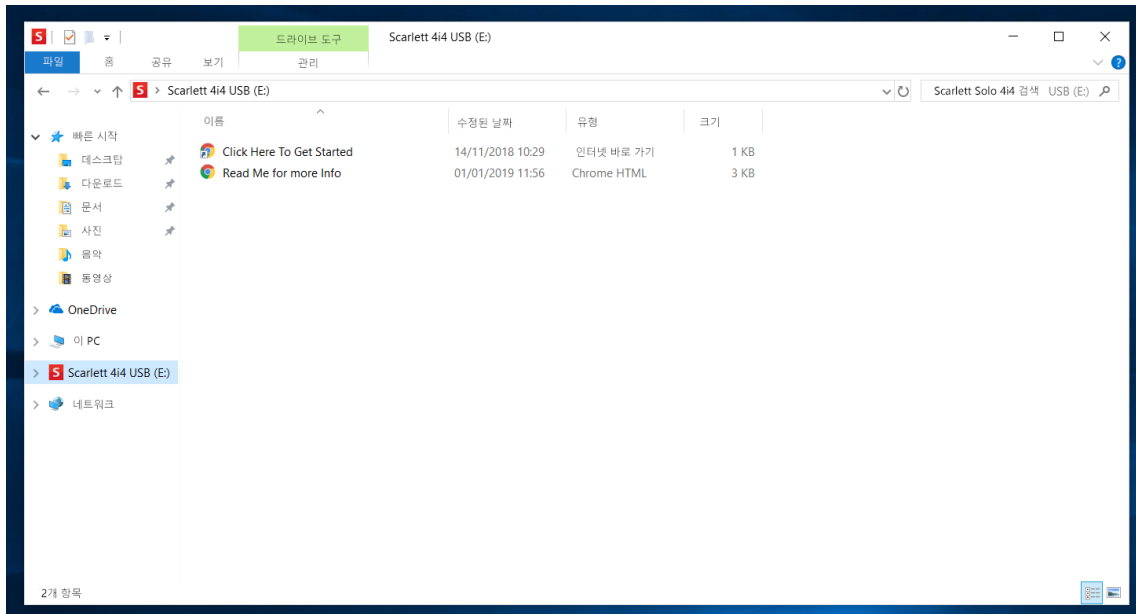 S
드라이브 도구 Scarlett 4i4 USB (E:)
파일 홈 공유 보기 관리 ?
S > Scarlett 4i4 USB (E:) Scarlett Solo 4i4 검색 USB (E:)
이름 수정된 날짜 유형 크기
빠른 시작
데스크탑
다운로드
문서
사진
음악
동영상
OneDrive
이 PC
S Scarlett 4i4 USB (E:)
네트워크
Click Here To Get Started 14/11/2018 10:29 인터넷 바로 가기 1 KB
Read Me for more Info 01/01/2019 11:56 Chrome HTML 3 KB
2개 항목